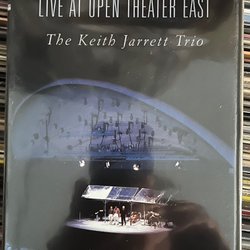 LIVE AT OPEN THEATER EAST
The Keith Jarrett Trio